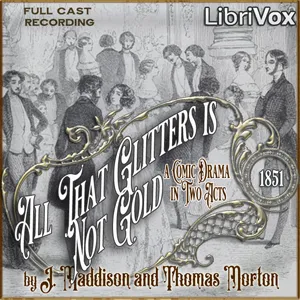 FULL CAST
RECORDING
LibriVox
ALL THAT GLITTERS IS
NOT GOLD
A COMIC DRAMA
IN TWO ACTS
1851
by J. Maddison and Thomas Morton